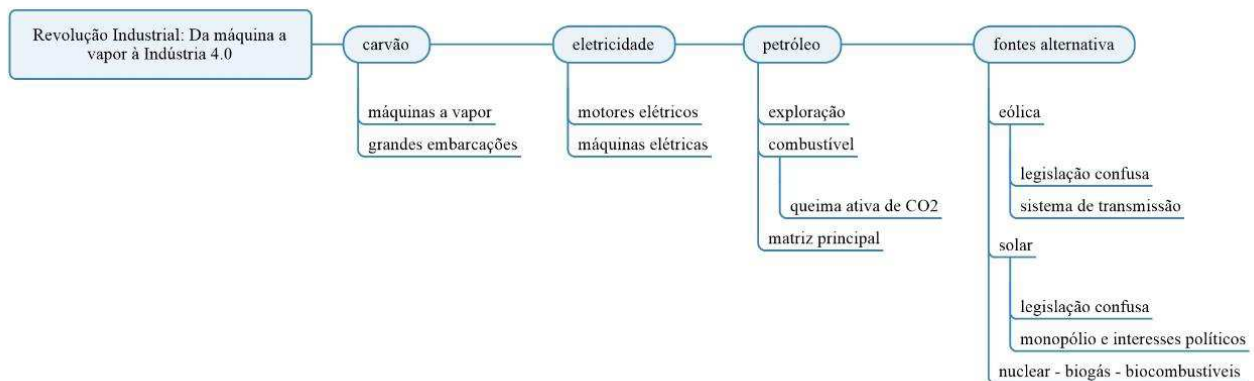 Revolução Industrial: Da máquina a
vapor à Indústria 4.0
carvão
máquinas a vapor
grandes embarcações
eletricidade
motores elétricos
máquinas elétricas
petróleo
exploração
combustível
queima ativa de CO2
matriz principal
fontes alternativa
eólica
legislação confusa
sistema de transmissão
solar
legislação confusa
monopólio e interesses políticos
nuclear - biogás - biocombustíveis